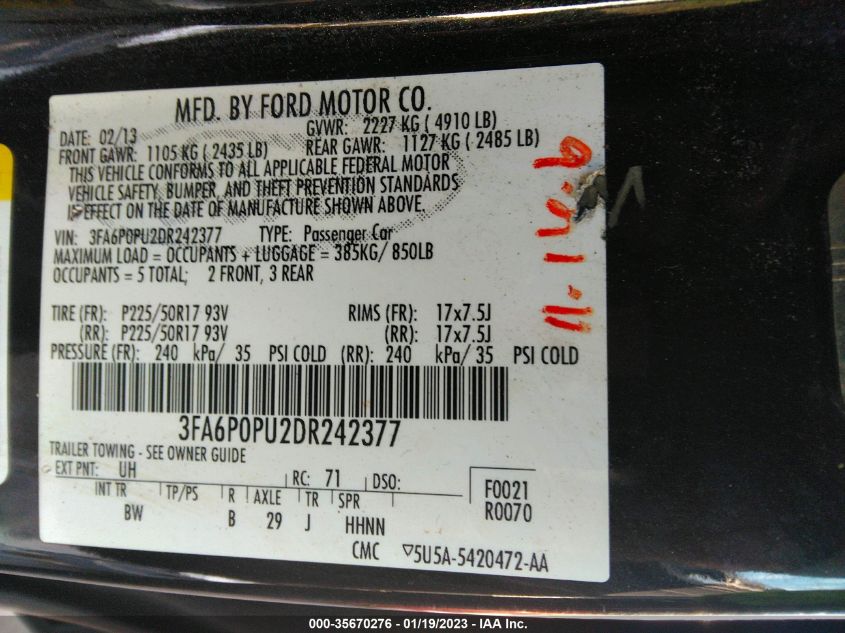 MFD. BY FORD MOTOR CO.
DATE: 02/13 GVWR: 2227 KG ( 4910 LB)
FRONT GAWR: 1105 KG ( 2435 LB) REAR GAWR: 1127 KG ( 2485 LB)
THIS VEHICLE CONFORMS TO ALL APPLICABLE FEDERAL MOTOR
VEHICLE SAFETY, BUMPER, AND THEFT PREVENTION STANDARDS
IN EFFECT ON THE DATE OF MANUFACTURE SHOWN ABOVE.
VIN: 3FA6P0PU2DR242377 TYPE: Passenger Car
MAXIMUM LOAD = OCCUPANTS + LUGGAGE = 385KG/ 850LB
OCCUPANTS = 5 TOTAL; 2 FRONT, 3 REAR
TIRE (FR): P225/50R17 93V RIMS (FR): 17x7.5J
(RR): P225/50R17 93V (RR): 17x7.5J
PRESSURE (FR): 240 kPa/ 35 PSI COLD (RR): 240 kPa/ 35 PSI COLD
3FA6P0PU2DR242377
TRAILER TOWING - SEE OWNER GUIDE
EXT PNT: UH RC: 71 DSO: F0021
INT TR TP/PS R AXLE TR SPR R0070
BW B 29 J HHNN
CMC ▽5U5A-5420472-AA
000-35670276 - 01/19/2023 - IAA Inc.